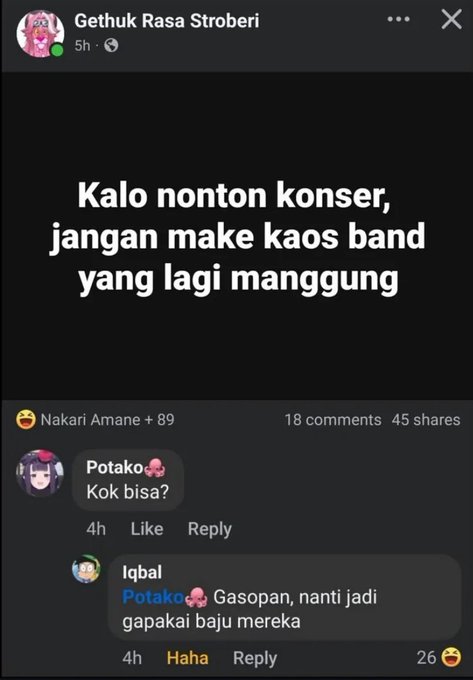 Gethuk Rasa Stroberi
5h
Kalo nonton konser,
jangan make kaos band
yang lagi manggung
Nakari Amane + 89
18 comments 45 shares
Potako🐙
Kok bisa?
4h Like Reply
Iqbal
Potako🐙 Gasopan, nanti jadi
gapakai baju mereka
4h Haha Reply 26